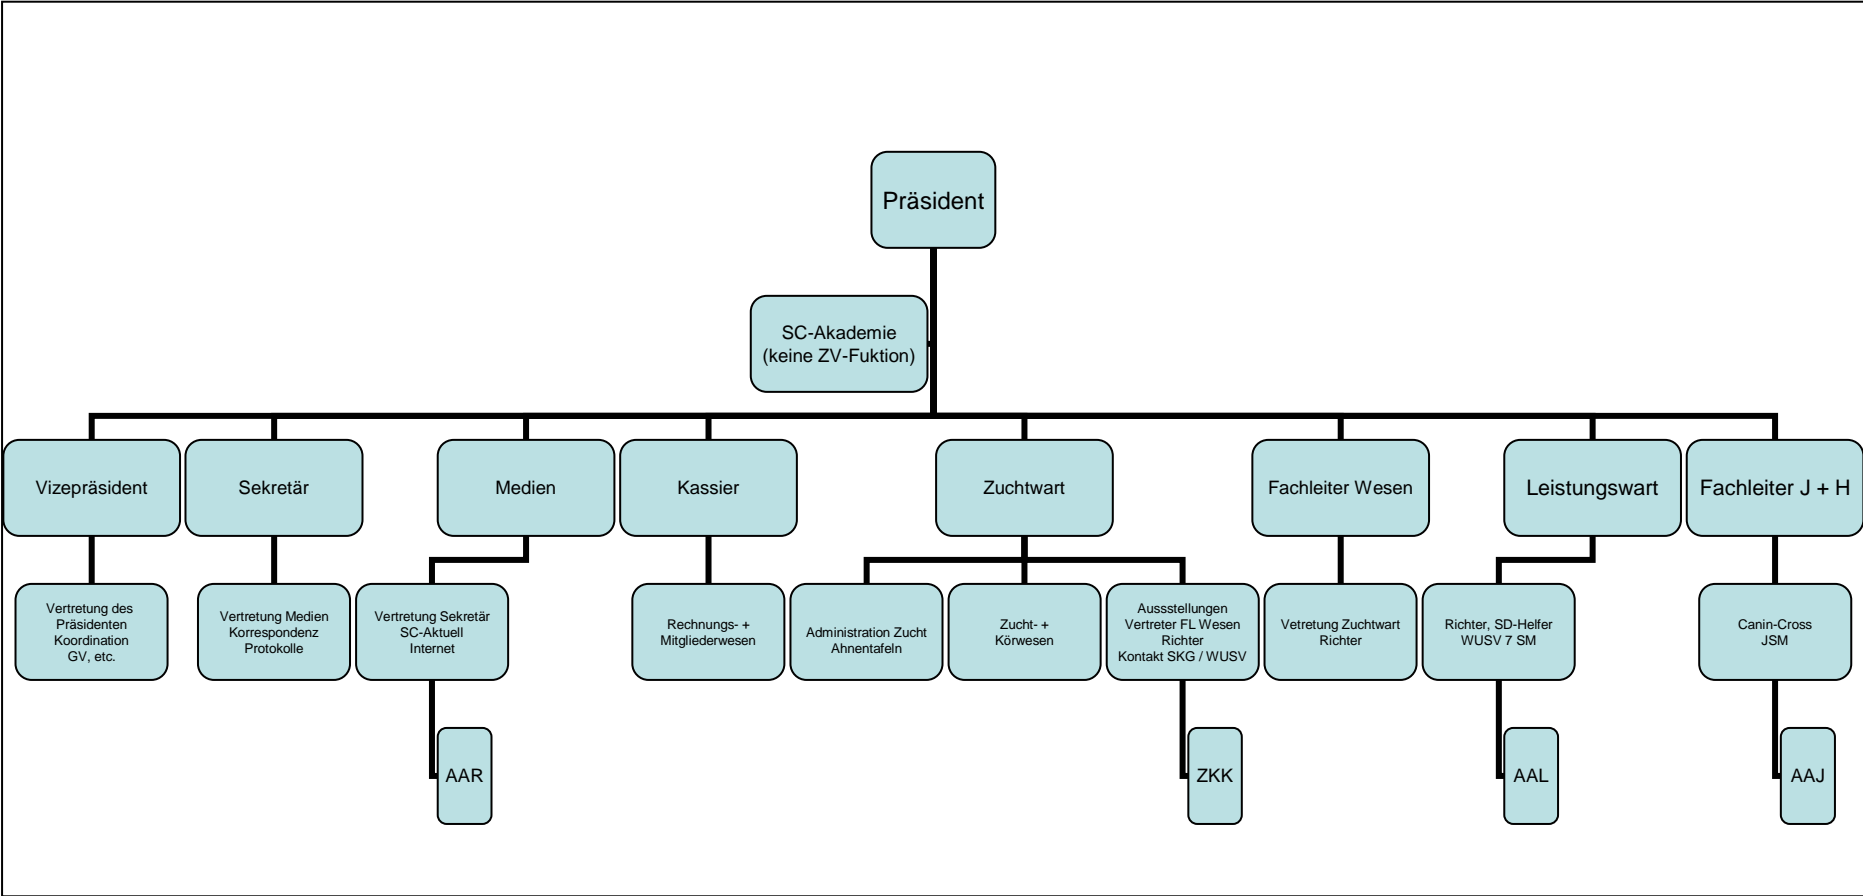 Präsident
SC-Akademie
(keine ZV-Fuktion)
Vizepräsident
Sekretär
Medien
Kassier
Zuchtwart
Fachleiter Wesen
Leistungswart
Fachleiter J + H
Vertretung des
Präsidenten
Koordination
GV, etc.
Vertretung Medien
Korrespondenz
Protokolle
Vertretung Sekretär
SC-Aktuell
Internet
Rechnungs- +
Mitgliederwesen
Administration Zucht
Ahnentafeln
Zucht- +
Körwesen
Aussstellungen
Vertreter FL Wesen
Richter
Kontakt SKG / WUSV
Vetretung Zuchtwart
Richter
Richter, SD-Helfer
WUSV 7 SM
Canin-Cross
JSM
AAR
ZKK
AAL
AAJ